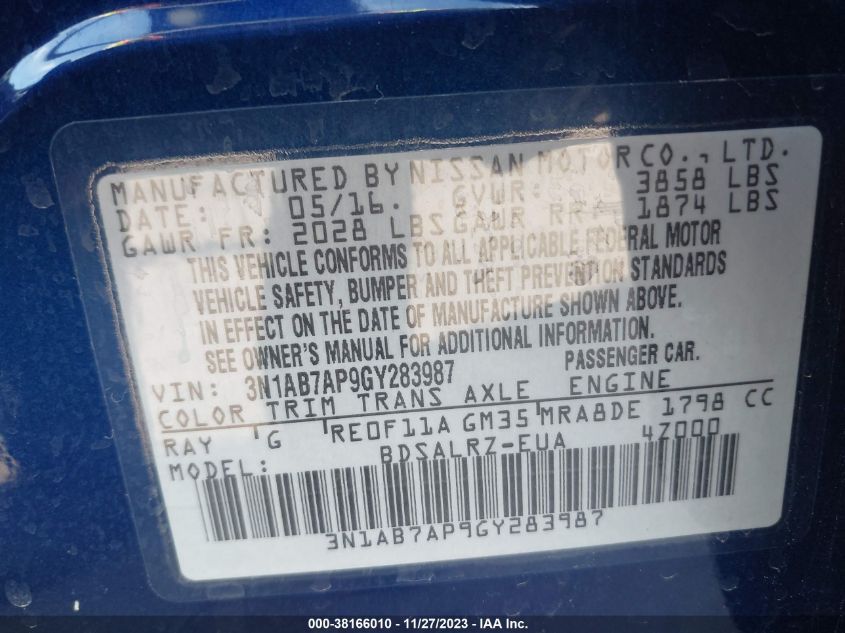 MANUFACTURED BY NISSAN MOTOR CO., LTD.
DATE: 05/16. GVWR: 3858 LBS
GAWR FR: 2028 LBS GAWR RR 1874 LBS
THIS VEHICLE CONFORMS TO ALL APPLICABLE FEDERAL MOTOR
VEHICLE SAFETY, BUMPER AND THEFT PREVENTION STANDARDS
IN EFFECT ON THE DATE OF MANUFACTURE SHOWN ABOVE.
SEE OWNER'S MANUAL FOR ADDITIONAL INFORMATION.
VIN: 3N1AB7AP9GY283987 PASSENGER CAR.
COLOR TRIM TRANS AXLE ENGINE
RAY G RE0F11A GM35 MRA8DE 1798 CC
MODEL: BDSALRZ-EUA 4Z000
3N1AB7AP9GY283987
000-38166010 - 11/27/2023 - IAAI.com